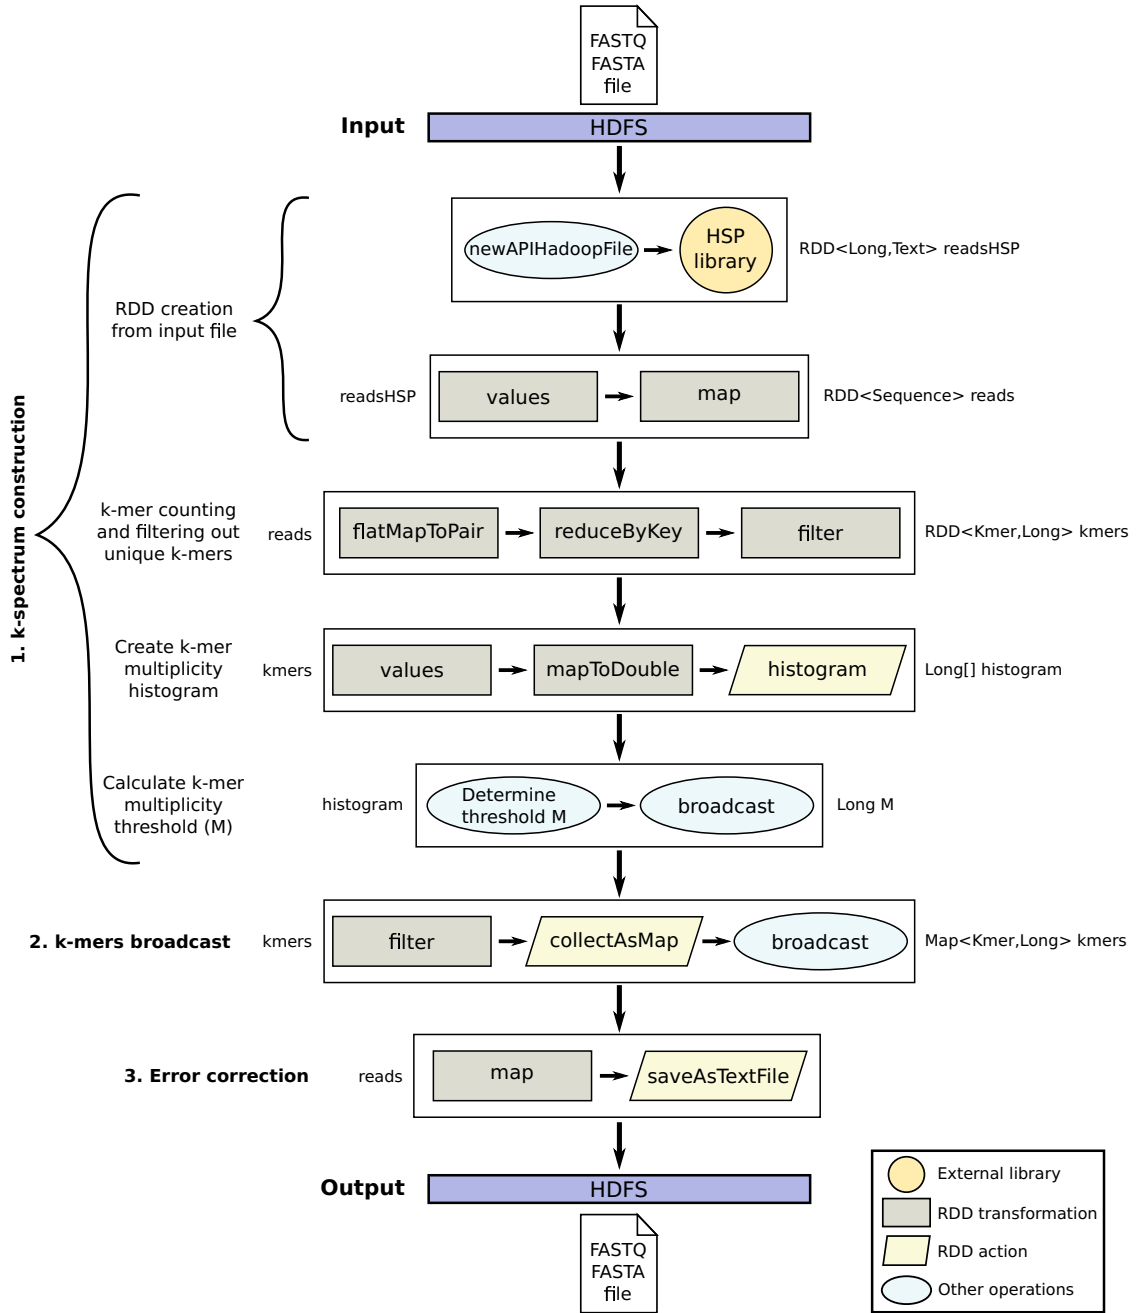 FASTQ
FASTA
file
Input
HDFS
newAPIHadoopFile
HSP
library
RDD<Long,Text> readsHSP
RDD creation
from input file
readsHSP
values
map
RDD<Sequence> reads
1. k-spectrum construction
k-mer counting
and filtering out
unique k-mers
reads
flatMapToPair
reduceByKey
filter
RDD<Kmer,Long> kmers
Create k-mer
multiplicity
histogram
kmers
values
mapToDouble
histogram
Long[] histogram
Calculate k-mer
multiplicity
threshold (M)
histogram
Determine
threshold M
broadcast
Long M
2. k-mers broadcast
kmers
filter
collectAsMap
broadcast
Map<Kmer,Long> kmers
3. Error correction
reads
map
saveAsTextFile
Output
HDFS
FASTQ
FASTA
file
External library
RDD transformation
RDD action
Other operations